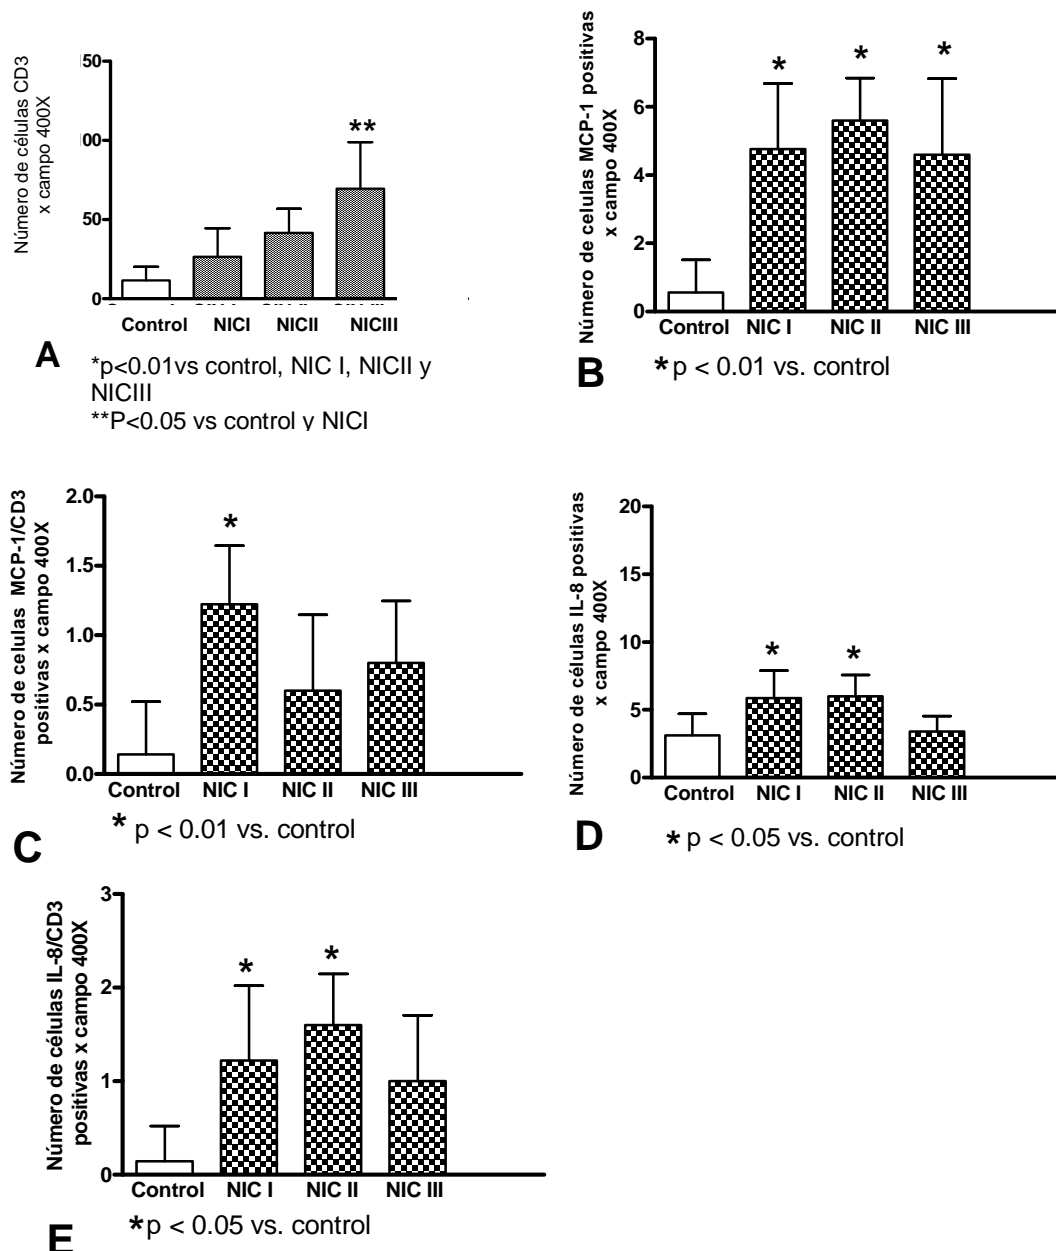 Número de células CD3
x campo 400X
50
00
50
0
**
Control NICI NICII NICIII
A
*p<0.01vs control, NIC I, NICII y
NICIII
**P<0.05 vs control y NICI
Número de celulas MCP-1 positivas
x campo 400X
8
6
4
2
0
* * *
Control NIC I NIC II NIC III
B
* p < 0.01 vs. control
Número de celulas MCP-1/CD3
positivas x campo 400X
2.0
1.5
1.0
0.5
0.0
*
Control NIC I NIC II NIC III
C
* p < 0.01 vs. control
Número de células IL-8 positivas
x campo 400X
20
15
10
5
0
* *
Control NIC I NIC II NIC III
D
* p < 0.05 vs. control
Número de células IL-8/CD3
positivas x campo 400X
3
2
1
0
* *
Control NIC I NIC II NIC III
E
*p < 0.05 vs. control